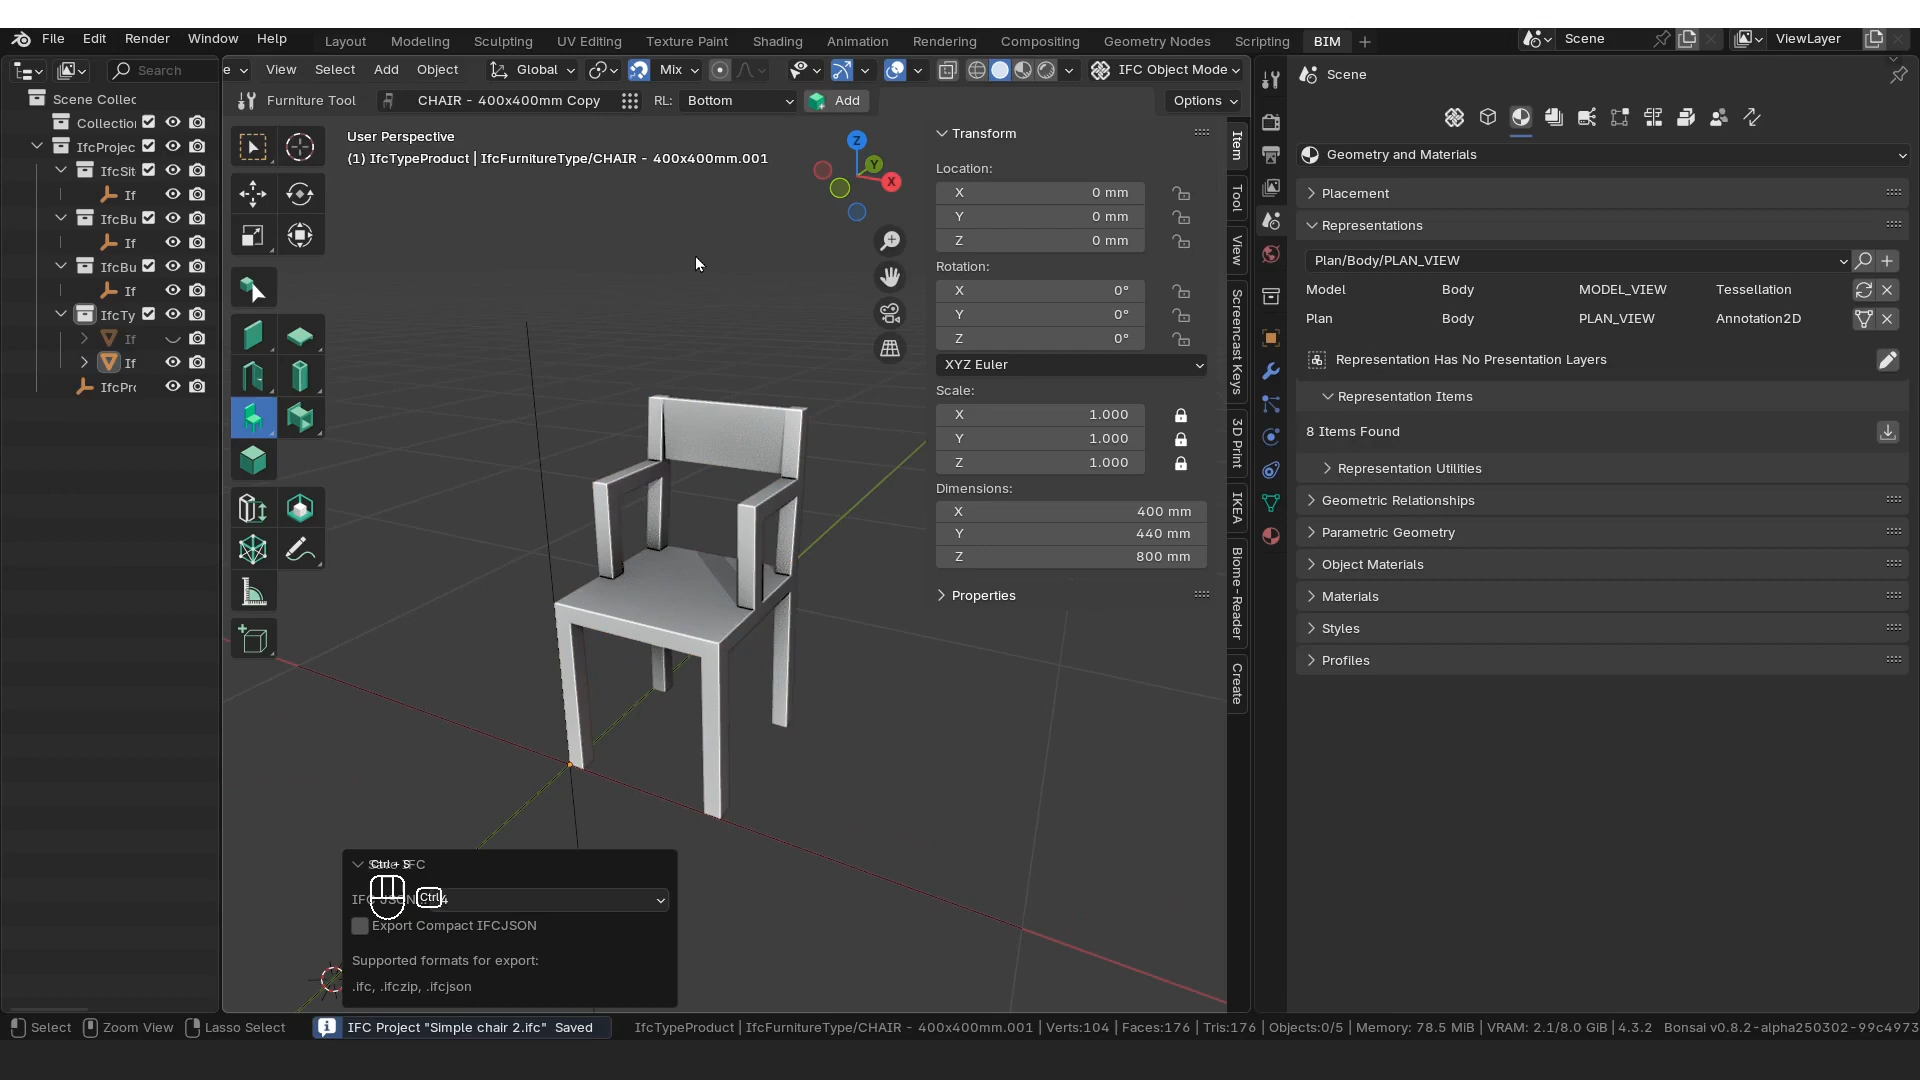 File Edit Render Window Help Layout Modeling Sculpting UV Editing Texture Paint Shading Animation Rendering Compositing Geometry Nodes Scripting BIM Scene ViewLayer
Search e View Select Add Object Global Mix IFC Object Mode Scene
Furniture Tool CHAIR - 400x400mm Copy RL: Bottom Add Options
Scene Collec
Collection
IfcProjec
IfcSit
If
IfcBu
If
IfcBu
If
IfcTy
If
If
IfcPr
User Perspective
(1) IfcTypeProduct | IfcFurnitureType/CHAIR - 400x400mm.001
Z
Y
X
Transform
Location:
X 0 mm
Y 0 mm
Z 0 mm
Rotation:
X 0°
Y 0°
Z 0°
XYZ Euler
Scale:
X 1.000
Y 1.000
Z 1.000
Dimensions:
X 400 mm
Y 440 mm
Z 800 mm
Properties
Item
Tool
View
Screencast Keys
3D Print
IKEA
Biome-Reader
Create
Geometry and Materials
Placement
Representations
Plan/Body/PLAN_VIEW
Model Body MODEL_VIEW Tessellation
Plan Body PLAN_VIEW Annotation2D
Representation Has No Presentation Layers
Representation Items
8 Items Found
Representation Utilities
Geometric Relationships
Parametric Geometry
Object Materials
Materials
Styles
Profiles
Ctrl + S
IFC
Ctrl
4
Export Compact IFCJSON
Supported formats for export:
.ifc, .ifczip, .ifcjson
Select Zoom View Lasso Select IFC Project "Simple chair 2.ifc" Saved IfcTypeProduct | IfcFurnitureType/CHAIR - 400x400mm.001 | Verts:104 | Faces:176 | Tris:176 | Objects:0/5 | Memory: 78.5 MiB | VRAM: 2.1/8.0 GiB | 4.3.2 Bonsai v0.8.2-alpha250302-99c4973